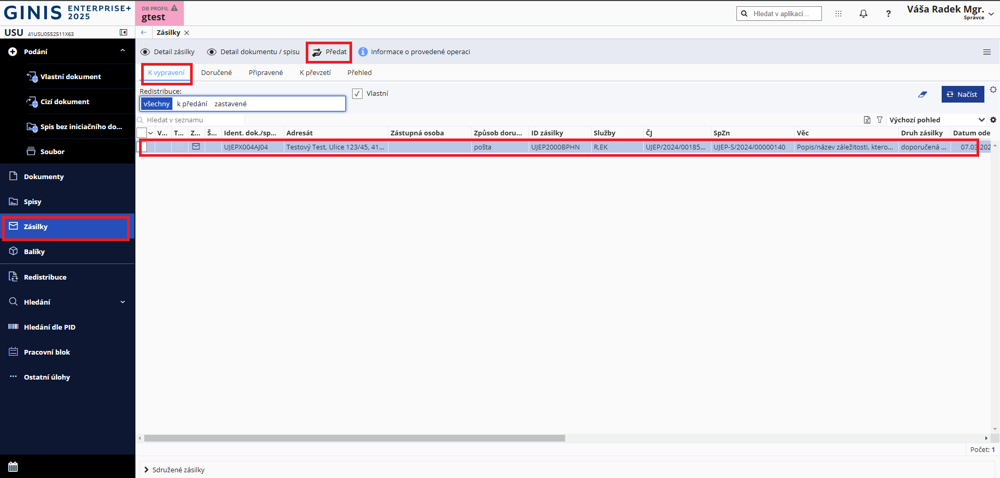 GINIS ENTERPRISE+ 2025
DB PROFIL
gtest
Hledat v aplikaci...
?
Váša Radek Mgr.
Správce
USU 41USU0552511X63
Zásilky
Podání
Vlastní dokument
Cizí dokument
Spis bez iniciačního do...
Soubor
Dokumenty
Spisy
Zásilky
Balíky
Redistribuce
Hledání
Hledání dle PID
Pracovní blok
Ostatní úlohy
Detail zásilky Detail dokumentu / spisu Předat Informace o provedené operaci
K vypravení Doručené Připravené K převzetí Přehled
Redistribuce:
všechny k předání zastavené
Vlastní
Načíst
Hledat v seznamu
Výchozí pohled
V... T... Z... Š... Ident. dok./sp... Adresát Zástupná osoba Způsob doru... ID zásilky Služby ČJ SpZn Věc Druh zásilky Datum ode
UJEPX004AJ04 Testový Test, Ulice 123/45, 41... pošta UJEP2000BPHN R,EK UJEP/2024/00185... UJEP-S/2024/00000140 Popis/název záležitosti, ktero... doporučená ... 07.03.202
Počet: 1
Sdružené zásilky